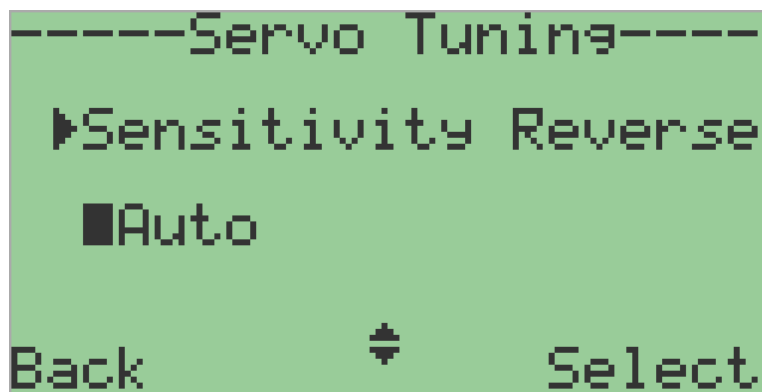 -----Servo Tuning----
▶Sensitivity Reverse
■Auto
Back Select